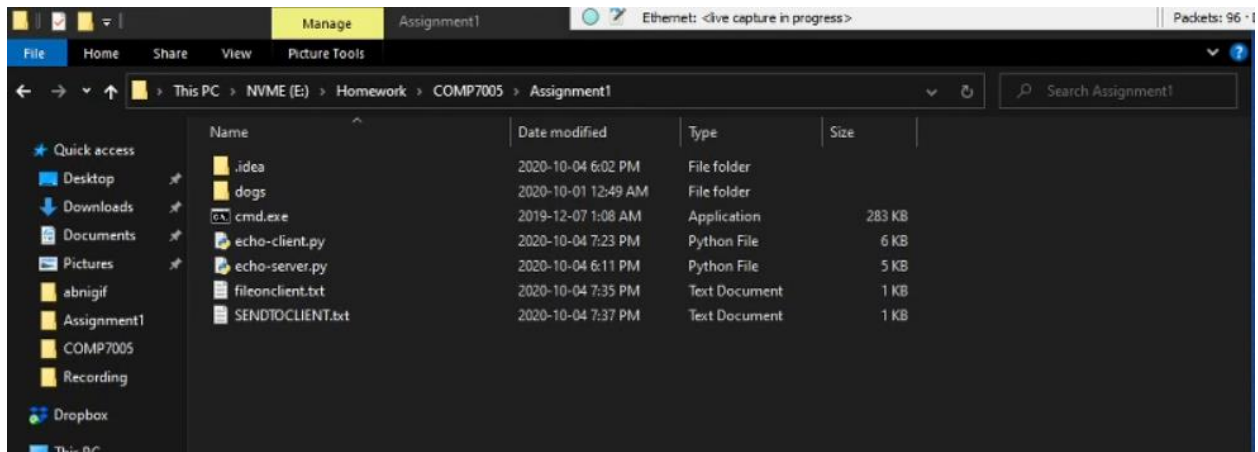 Manage Assignment1 Ethernet: <live capture in progress> Packets: 96 ·
File Home Share View Picture Tools
This PC > NVME (E:) > Homework > COMP7005 > Assignment1 Search Assignment1
Name Date modified Type Size
Quick access
.idea 2020-10-04 6:02 PM File folder
Desktop
dogs 2020-10-01 12:49 AM File folder
Downloads
cmd.exe 2019-12-07 1:08 AM Application 283 KB
Documents
echo-client.py 2020-10-04 7:23 PM Python File 6 KB
Pictures
echo-server.py 2020-10-04 6:11 PM Python File 5 KB
abnigif
fileonclient.txt 2020-10-04 7:35 PM Text Document 1 KB
Assignment1
SENDTOCLIENT.txt 2020-10-04 7:37 PM Text Document 1 KB
COMP7005
Recording
Dropbox
This PC